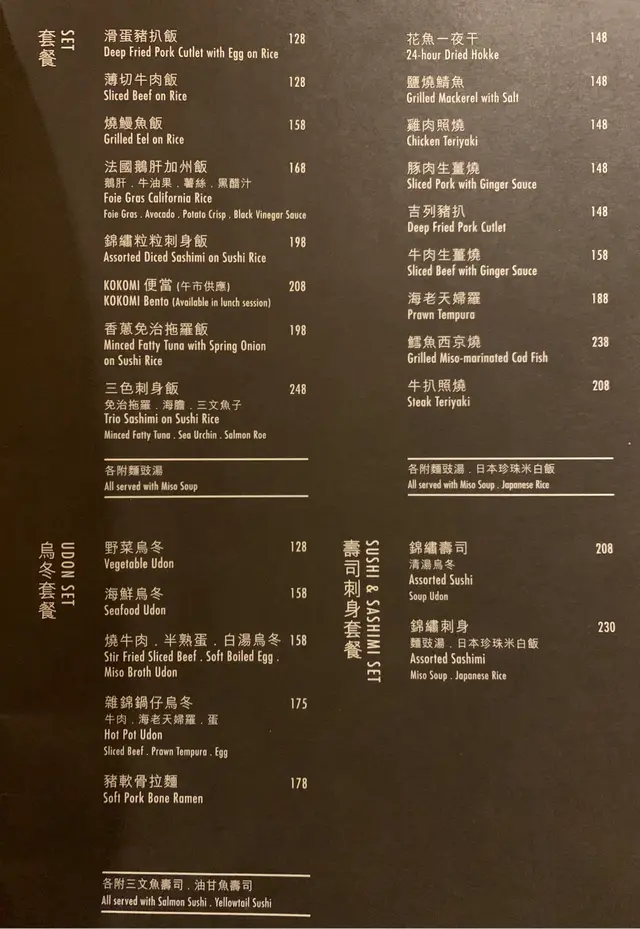 套餐
SET
滑蛋豬扒飯 128
Deep Fried Pork Cutlet with Egg on Rice
薄切牛肉飯 128
Sliced Beef on Rice
燒鰻魚飯 158
Grilled Eel on Rice
法國鵝肝加州飯 168
鵝肝．牛油果．薯絲．黑醋汁
Foie Gras California Rice
Foie Gras . Avocado . Potato Crisp . Black Vinegar Sauce
錦繡粒粒刺身飯 198
Assorted Diced Sashimi on Sushi Rice
KOKOMI 便當 (午市供應) 208
KOKOMI Bento (Available in lunch session)
香蔥免治拖羅飯 198
Minced Fatty Tuna with Spring Onion
on Sushi Rice
三色刺身飯 248
免治拖羅．海膽．三文魚子
Trio Sashimi on Sushi Rice
Minced Fatty Tuna . Sea Urchin . Salmon Roe
各附麵豉湯
All served with Miso Soup
花魚一夜干 148
24-hour Dried Hokke
鹽燒鯖魚 148
Grilled Mackerel with Salt
雞肉照燒 148
Chicken Teriyaki
豚肉生薑燒 148
Sliced Pork with Ginger Sauce
吉列豬扒 148
Deep Fried Pork Cutlet
牛肉生薑燒 158
Sliced Beef with Ginger Sauce
海老天婦羅 188
Prawn Tempura
鱈魚西京燒 238
Grilled Miso-marinated Cod Fish
牛扒照燒 208
Steak Teriyaki
各附麵豉湯．日本珍珠米白飯
All served with Miso Soup . Japanese Rice
烏冬套餐
UDON SET
野菜烏冬 128
Vegetable Udon
海鮮烏冬 158
Seafood Udon
燒牛肉．半熟蛋．白湯烏冬 158
Stir Fried Sliced Beef . Soft Boiled Egg .
Miso Broth Udon
雜錦鍋仔烏冬 175
牛肉．海老天婦羅．蛋
Hot Pot Udon
Sliced Beef . Prawn Tempura . Egg
豬軟骨拉麵 178
Soft Pork Bone Ramen
各附三文魚壽司．油甘魚壽司
All served with Salmon Sushi . Yellowtail Sushi
壽司刺身套餐
SUSHI & SASHIMI SET
錦繡壽司 208
清湯烏冬
Assorted Sushi
Soup Udon
錦繡刺身 230
麵豉湯．日本珍珠米白飯
Assorted Sashimi
Miso Soup . Japanese Rice